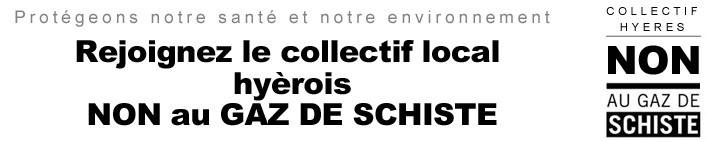 Protégeons notre santé et notre environnement
Rejoignez le collectif local
hyèrois
NON au GAZ DE SCHISTE
COLLECTIF
HYERES
NON
AU GAZ DE
SCHISTE